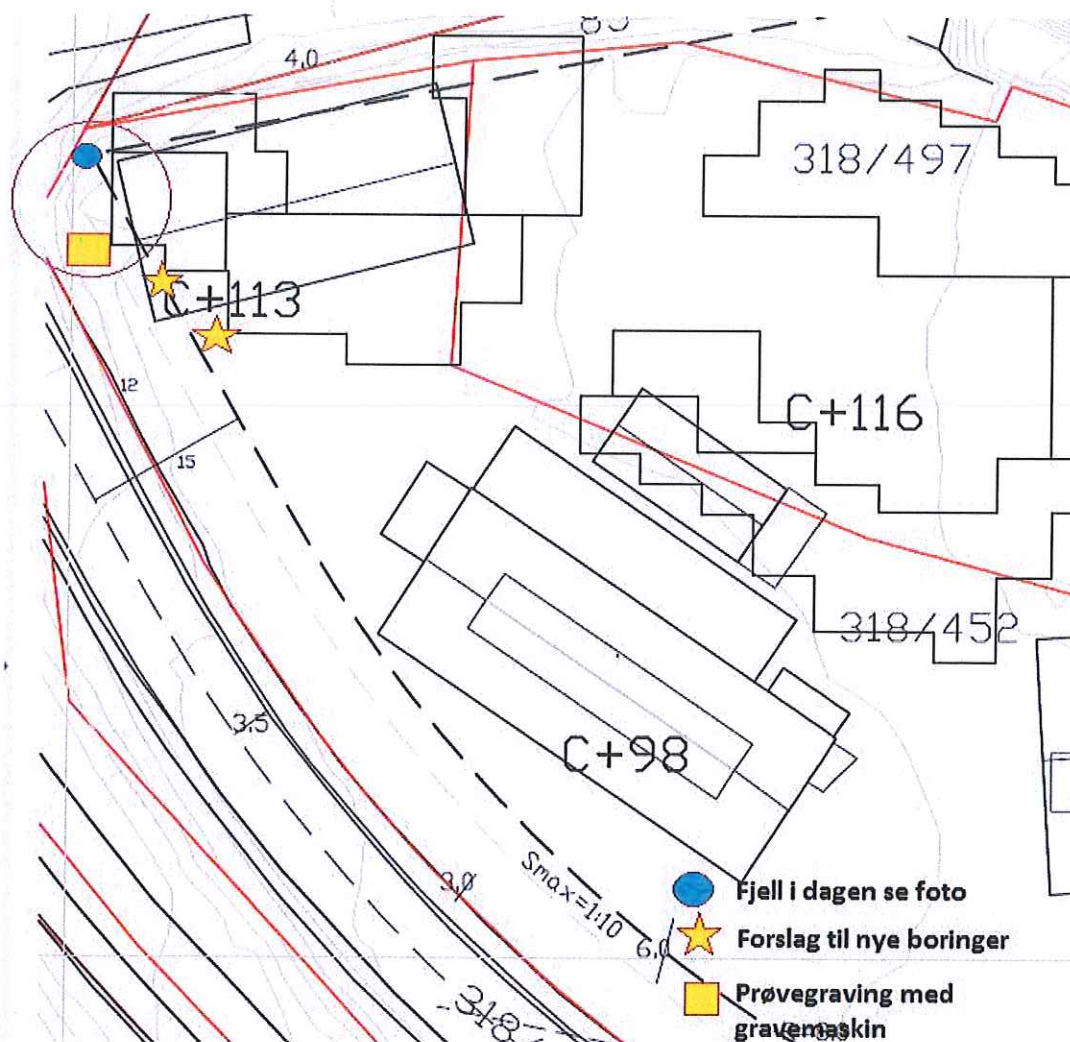 4,0
318/497
C+113
12
C+116
15
318/452
3,5
C+98
Smax=1:10
3,0
6,0
318
Fjell i dagen se foto
Forslag til nye boringer
Prøvegraving med
gravemaskin